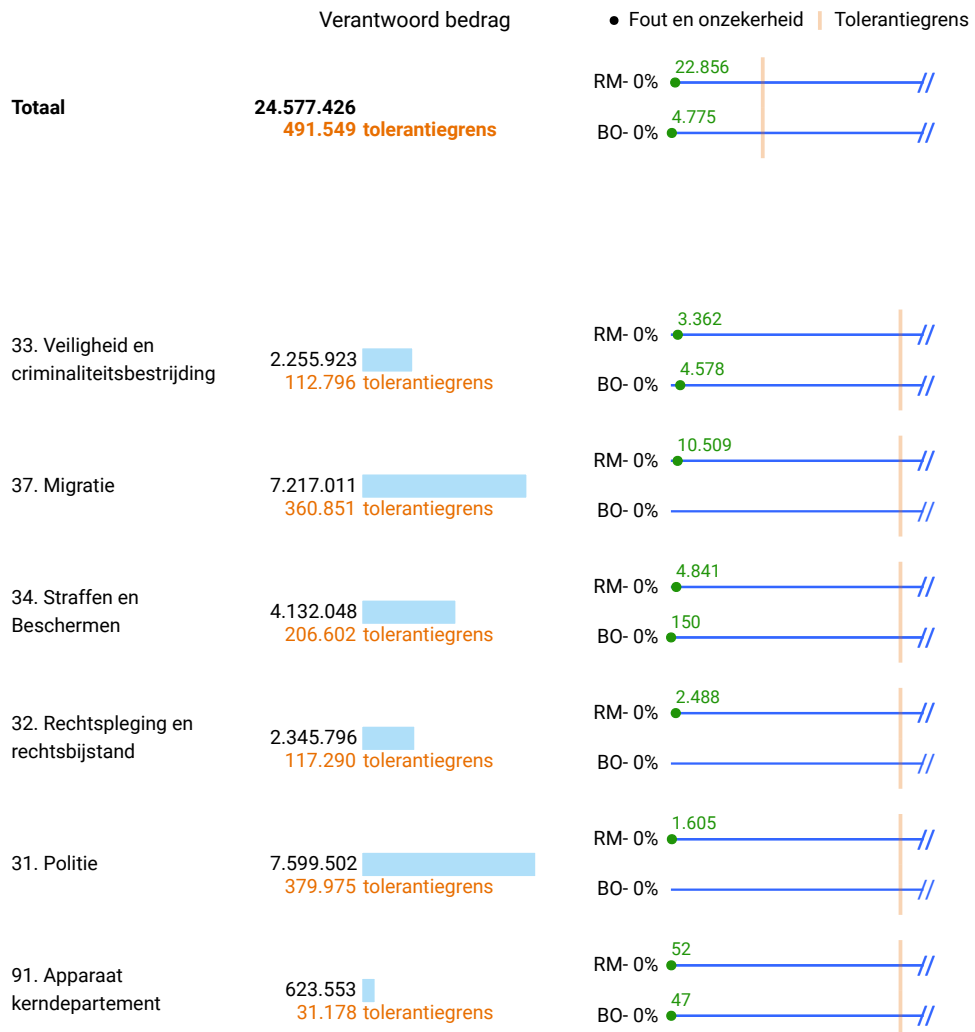 Verantwoord bedrag
Fout en onzekerheid
Tolerantiegrens
Totaal
24.577.426
491.549 tolerantiegrens
RM- 0%
22.856
BO- 0%
4.775
33. Veiligheid en
criminaliteitsbestrijding
2.255.923
112.796 tolerantiegrens
RM- 0%
3.362
BO- 0%
4.578
37. Migratie
7.217.011
360.851 tolerantiegrens
RM- 0%
10.509
BO- 0%
34. Straffen en
Beschermen
4.132.048
206.602 tolerantiegrens
RM- 0%
4.841
BO- 0%
150
32. Rechtspleging en
rechtsbijstand
2.345.796
117.290 tolerantiegrens
RM- 0%
2.488
BO- 0%
31. Politie
7.599.502
379.975 tolerantiegrens
RM- 0%
1.605
BO- 0%
91. Apparaat
kerndepartement
623.553
31.178 tolerantiegrens
RM- 0%
52
BO- 0%
47